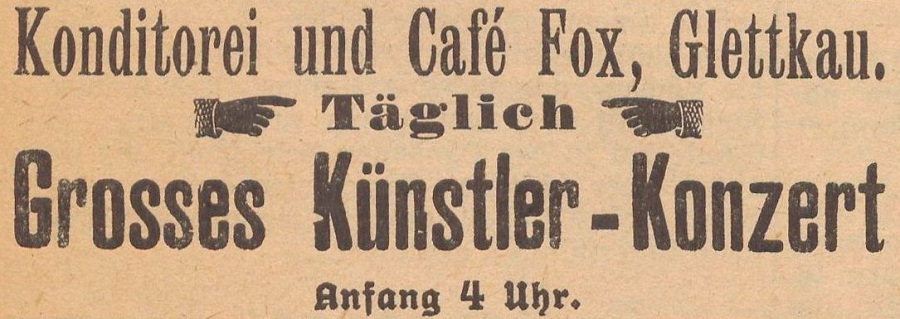 Konditorei und Café Fox, Glettkau.
Täglich
Grosses Künstler-Konzert
Anfang 4 Uhr.